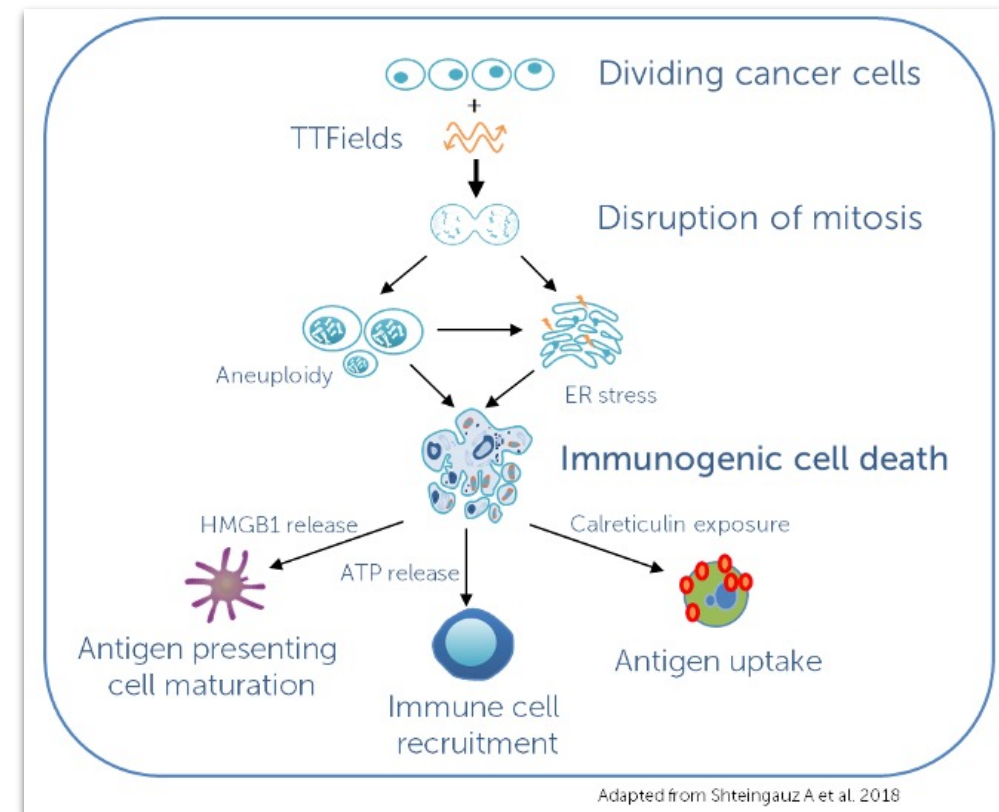 Dividing cancer cells
+
TTFields
Disruption of mitosis
Aneuploidy
ER stress
Immunogenic cell death
HMGB1 release
Calreticulin exposure
ATP release
Antigen presenting
cell maturation
Antigen uptake
Immune cell
recruitment
Adapted from Shteingauz A et al. 2018